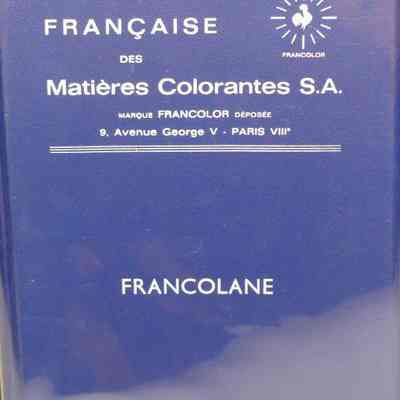 FRANÇAISE
FRANCOLOR
DES
Matières Colorantes S.A.
MARQUE FRANCOLOR DÉPOSÉE
9, Avenue George V - PARIS VIIIᵉ
FRANCOLANE